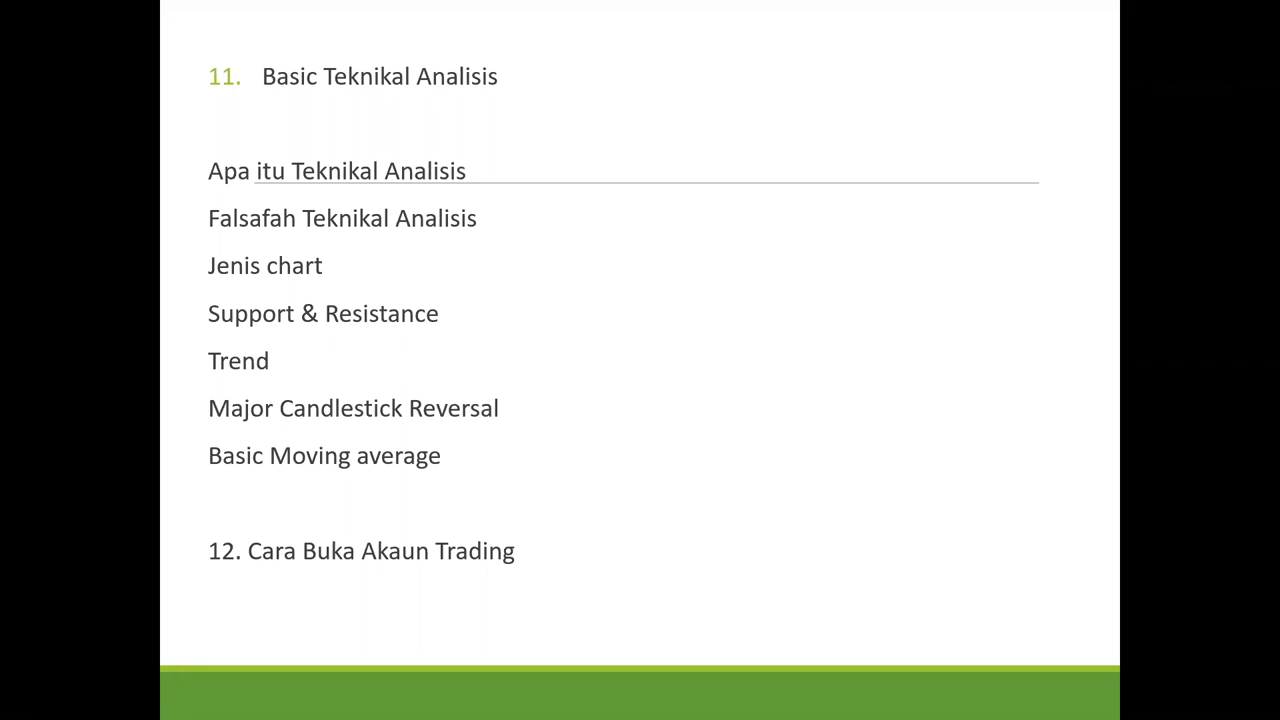 11. Basic Teknikal Analisis
Apa itu Teknikal Analisis
Falsafah Teknikal Analisis
Jenis chart
Support & Resistance
Trend
Major Candlestick Reversal
Basic Moving average
12. Cara Buka Akaun Trading